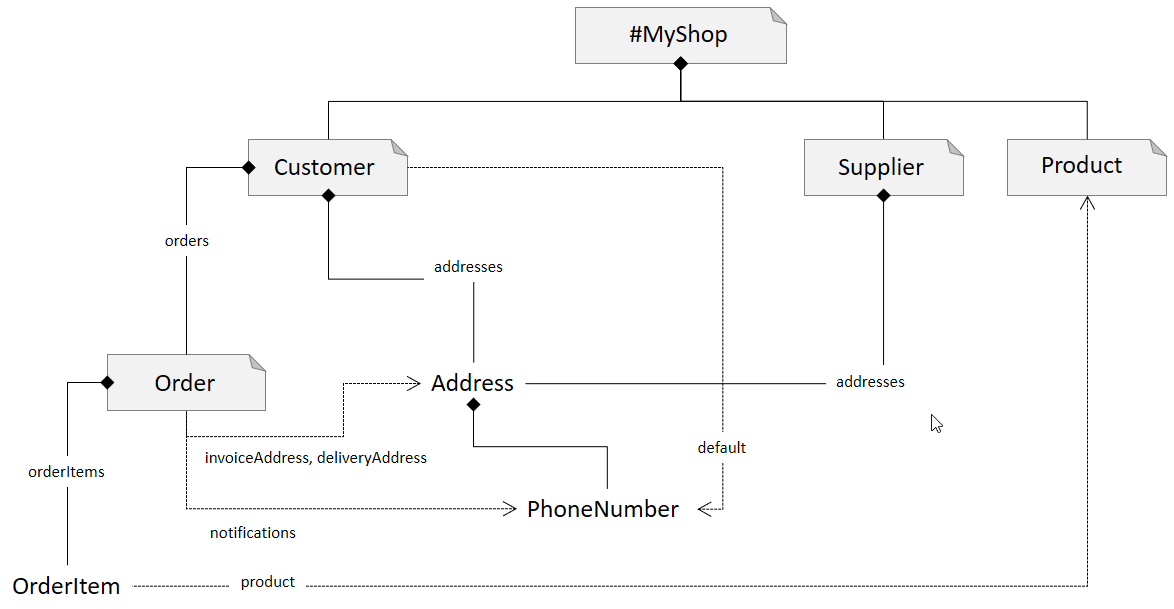 #MyShop
Customer
Supplier
Product
orders
addresses
Order
Address
addresses
default
invoiceAddress, deliveryAddress
orderItems
PhoneNumber
notifications
OrderItem
product